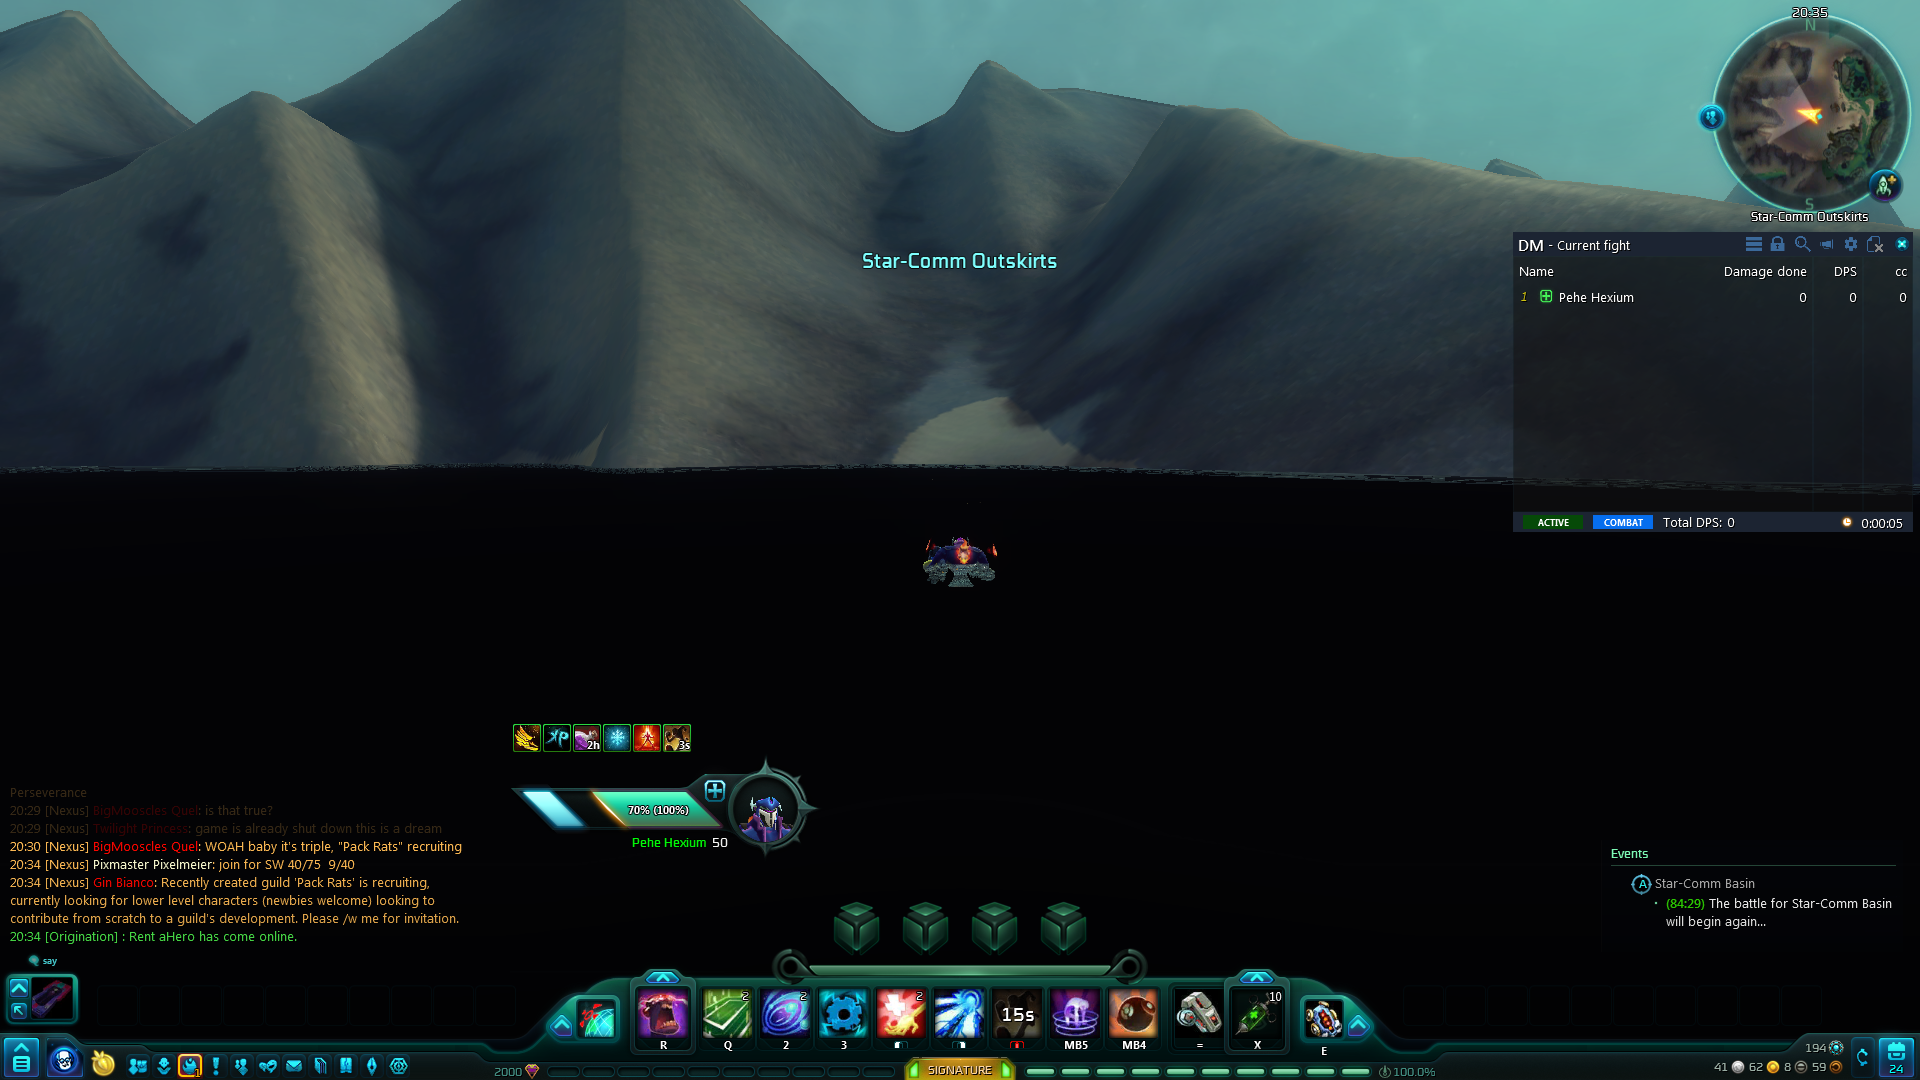 20:35
N
S
Star-Comm Outskirts
Star-Comm Outskirts
DM - Current fight
Name Damage done DPS cc
1 Pehe Hexium 0 0 0
ACTIVE COMBAT Total DPS: 0 0:00:05
2h 3s
70% (100%)
Pehe Hexium 50
Perseverance
20:29 [Nexus] BigMooscles Quel: is that true?
20:29 [Nexus] Twilight Princess: game is already shut down this is a dream
20:30 [Nexus] BigMooscles Quel: WOAH baby it's triple, "Pack Rats" recruiting
20:34 [Nexus] Pixmaster Pixelmeier: join for SW 40/75 9/40
20:34 [Nexus] Gin Bianco: Recently created guild 'Pack Rats' is recruiting,
currently looking for lower level characters (newbies welcome) looking to
contribute from scratch to a guild's development. Please /w me for invitation.
20:34 [Origination] : Rent aHero has come online.
say
Events
Star-Comm Basin
(84:29) The battle for Star-Comm Basin
will begin again...
2 2 2 15s 10
R Q 2 3 MB5 MB4 = X E
2000 SIGNATURE 100.0%
194
41 62 8 59
24